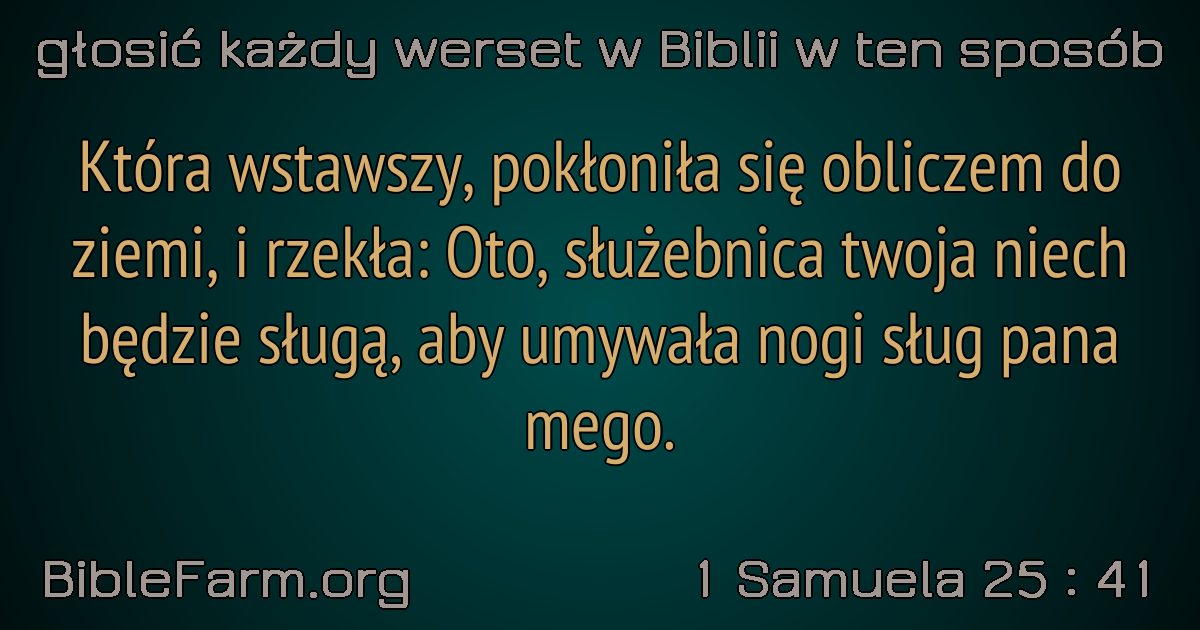 głosić każdy werset w Biblii w ten sposób
Która wstawszy, pokłoniła się obliczem do
ziemi, i rzekła: Oto, służebnica twoja niech
będzie sługą, aby umywała nogi sług pana
mego.
BibleFarm.org
1 Samuela 25 : 41